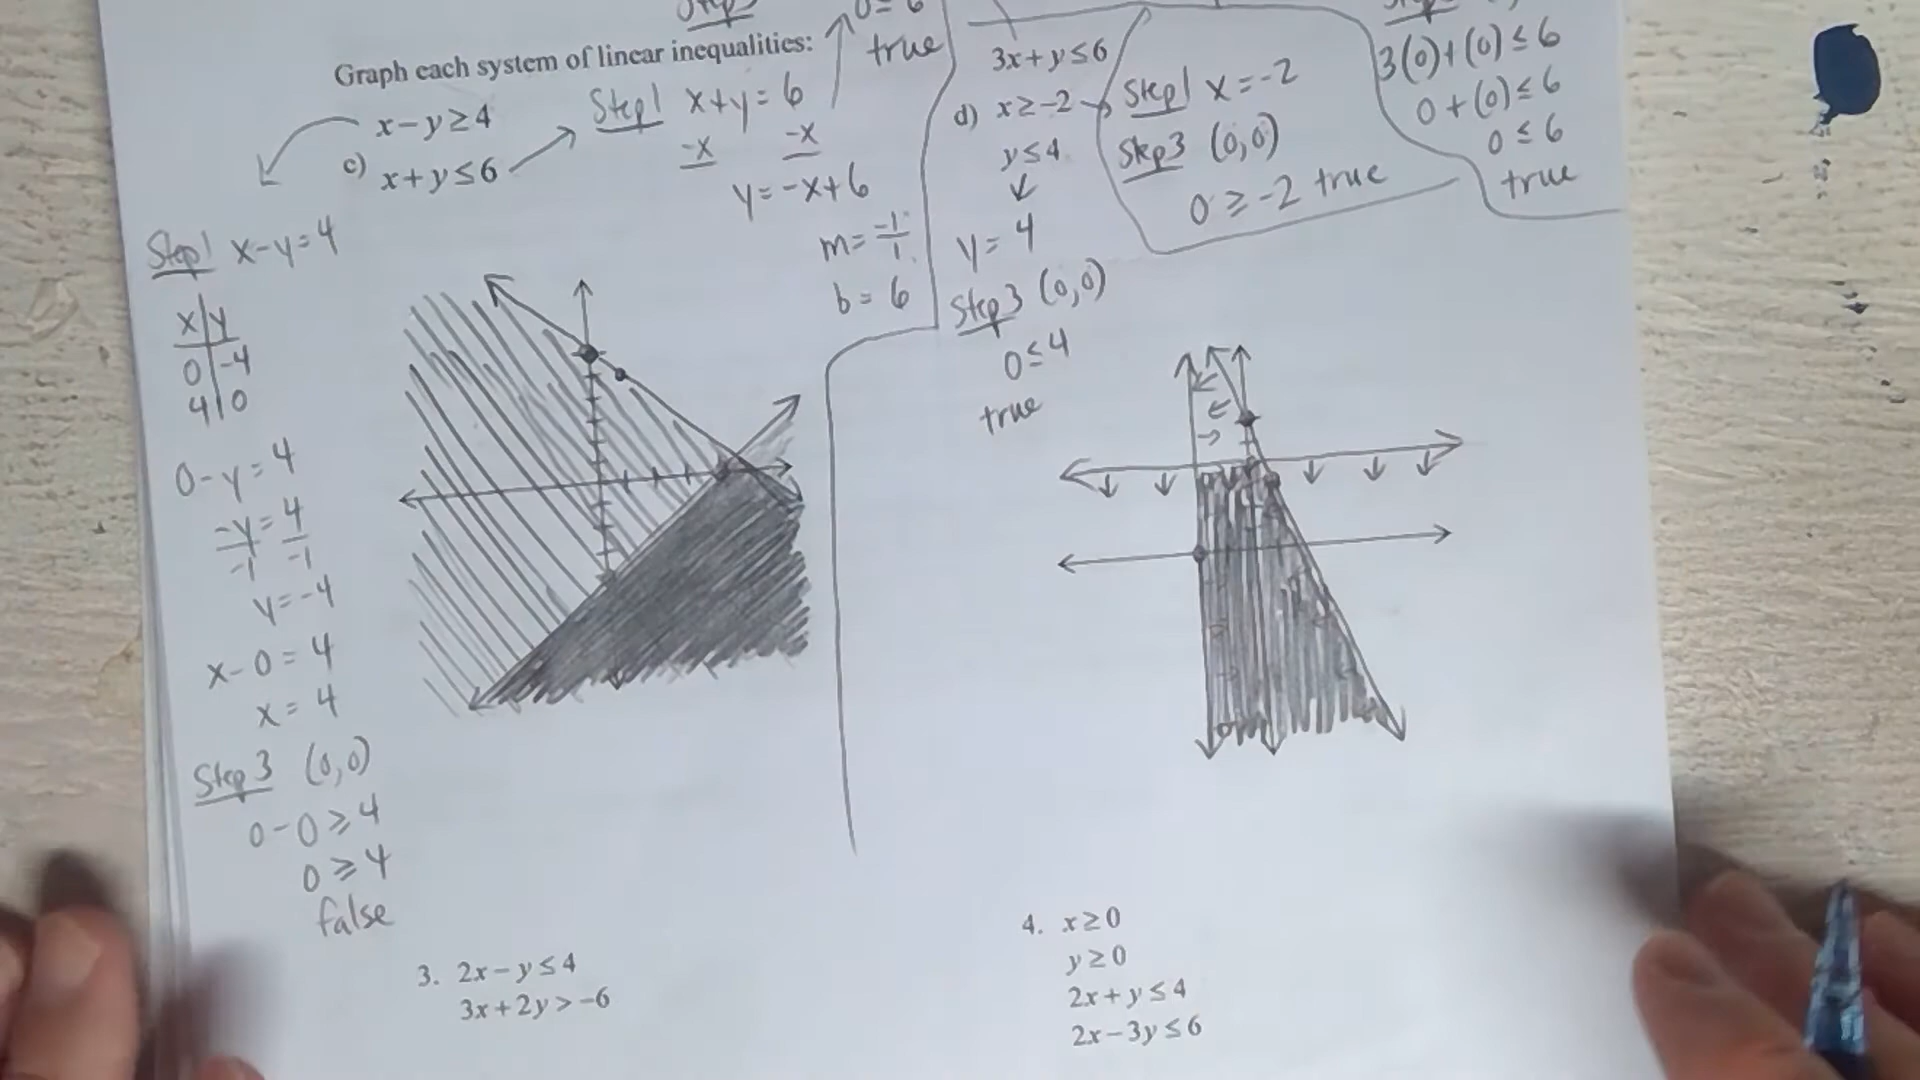 0 = 6
true
Graph each system of linear inequalities:
c)
x − y ≥ 4
x + y ≤ 6
Step 1 x+y = 6
-x -x
y = -x+6
m = -1/1
b = 6
Step 1 x-y=4
x|y
0|-4
4|0
0-y=4
-y = 4
-1 -1
y = -4
x-0 = 4
x = 4
Step 3 (0,0)
0-0 ≥ 4
0 ≥ 4
false
d)
3x + y ≤ 6
x ≥ −2
y ≤ 4
Step 1 x = -2
Step 3 (0,0)
0 ≥ -2 true
3(0)+(0) ≤ 6
0+(0) ≤ 6
0 ≤ 6
true
y = 4
Step 3 (0,0)
0 ≤ 4
true
3. 2x − y ≤ 4
3x + 2y > −6
4. x ≥ 0
y ≥ 0
2x + y ≤ 4
2x − 3y ≤ 6